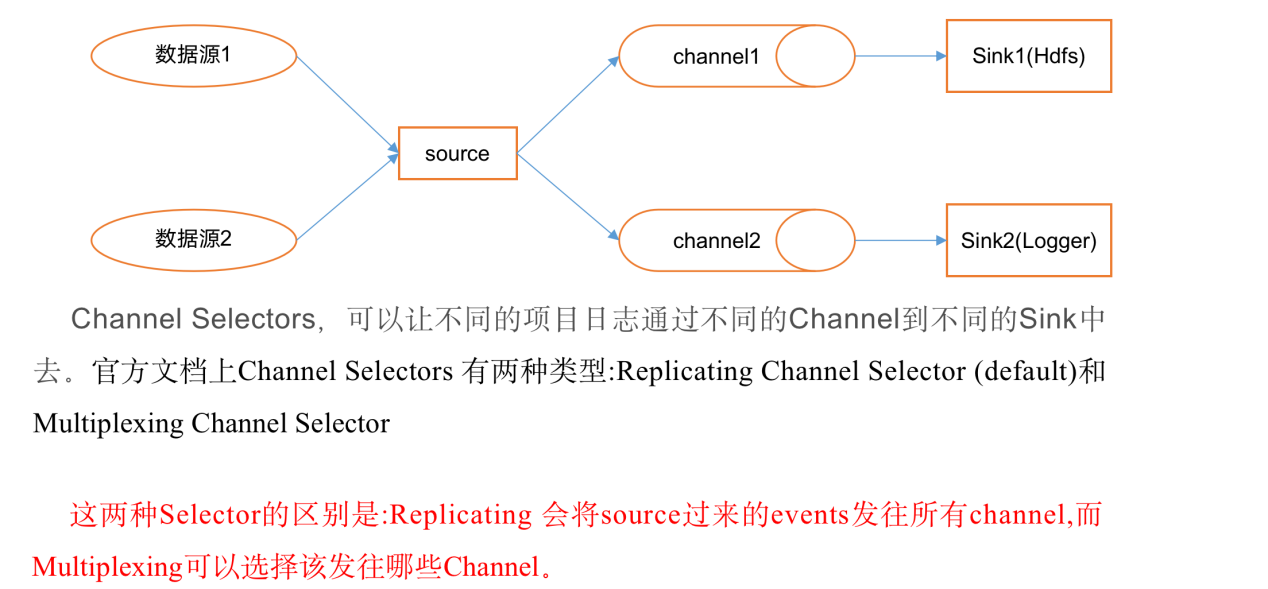 数据源1
channel1
Sink1(Hdfs)
source
数据源2
channel2
Sink2(Logger)
Channel Selectors，可以让不同的项目日志通过不同的Channel到不同的Sink中
去。官方文档上Channel Selectors 有两种类型:Replicating Channel Selector (default)和
Multiplexing Channel Selector
这两种Selector的区别是:Replicating 会将source过来的events发往所有channel,而
Multiplexing可以选择该发往哪些Channel。